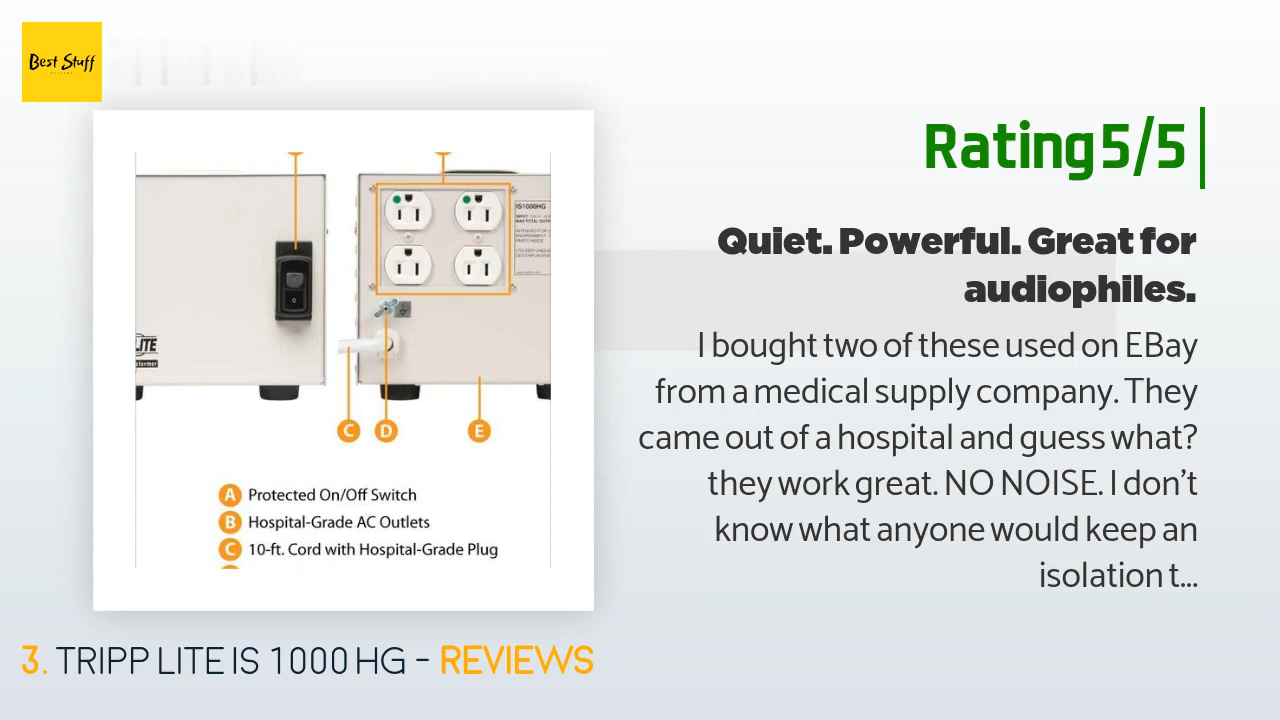 Best Stuff
Rating 5/5
Quiet. Powerful. Great for
audiophiles.
I bought two of these used on EBay
from a medical supply company. They
came out of a hospital and guess what?
they work great. NO NOISE. I don't
know what anyone would keep an
isolation t...
IS1000HG
C
D
E
A Protected On/Off Switch
B Hospital-Grade AC Outlets
C 10-ft. Cord with Hospital-Grade Plug
3. TRIPP LITE IS 1000 HG - REVIEWS